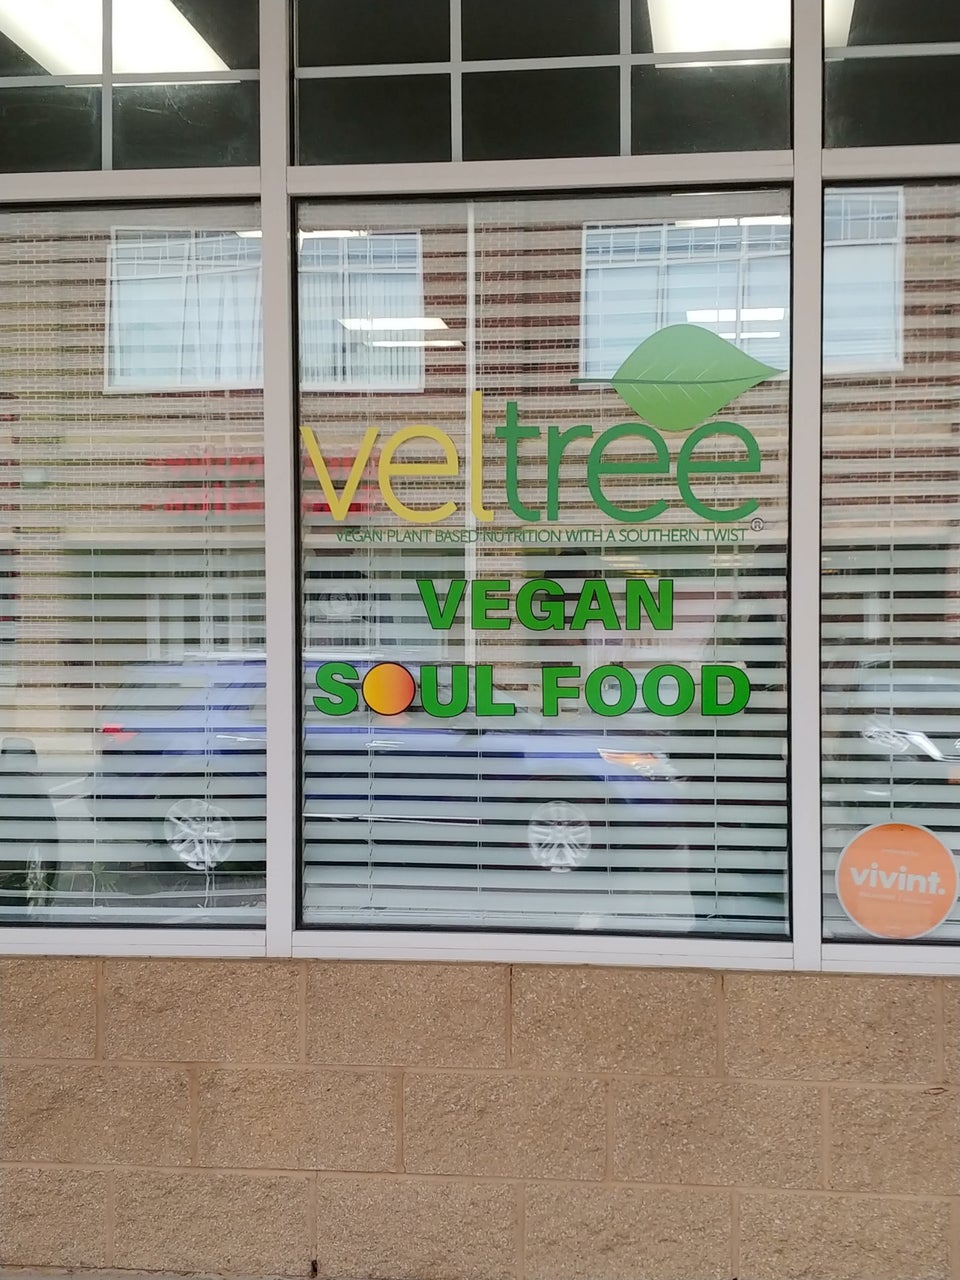 veltree
VEGAN PLANT BASED NUTRITION WITH A SOUTHERN TWIST ®
VEGAN
SOUL FOOD
vivint.